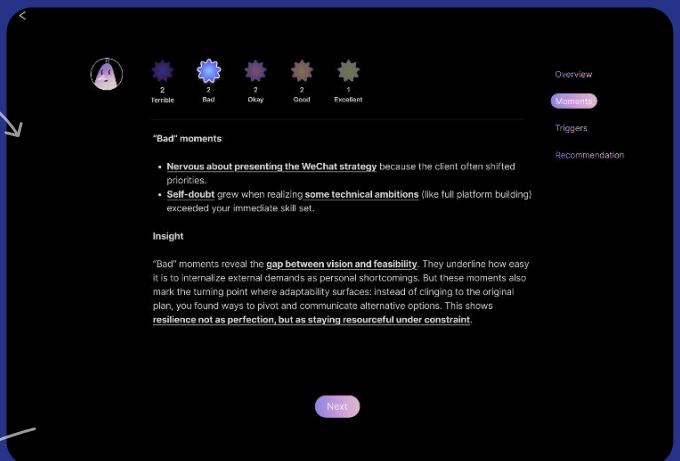 2 2 2 2 1
Terrible Bad Okay Good Excellent
Overview
Moments
Triggers
Recommendation
“Bad” moments
• Nervous about presenting the WeChat strategy because the client often shifted
priorities.
• Self-doubt grew when realizing some technical ambitions (like full platform building)
exceeded your immediate skill set.
Insight
“Bad” moments reveal the gap between vision and feasibility. They underline how easy
it is to internalize external demands as personal shortcomings. But these moments also
mark the turning point where adaptability surfaces: instead of clinging to the original
plan, you found ways to pivot and communicate alternative options. This shows
resilience not as perfection, but as staying resourceful under constraint.
Next